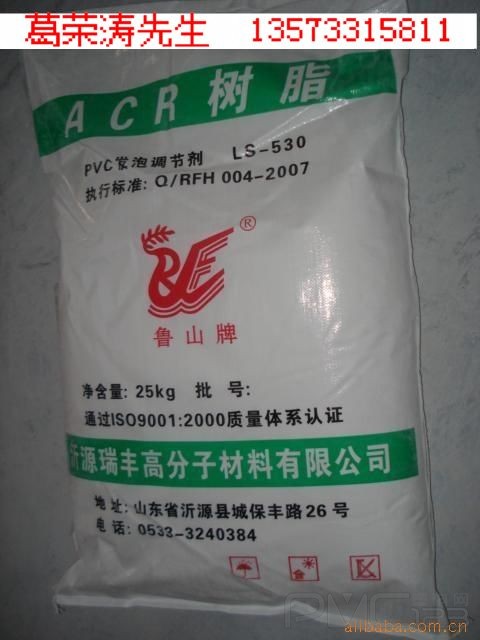 葛荣涛先生 13573315811
ACR树脂
PVC发泡调节剂 LS-530
执行标准: Q/RFH 004-2007
®
鲁山牌
净含量: 25kg 批 号:
通过ISO9001:2000质量体系认证
沂源瑞丰高分子材料有限公司
地 址: 山东省沂源县城保丰路26号
电 话: 0533-3240384
alibaba.com.cn